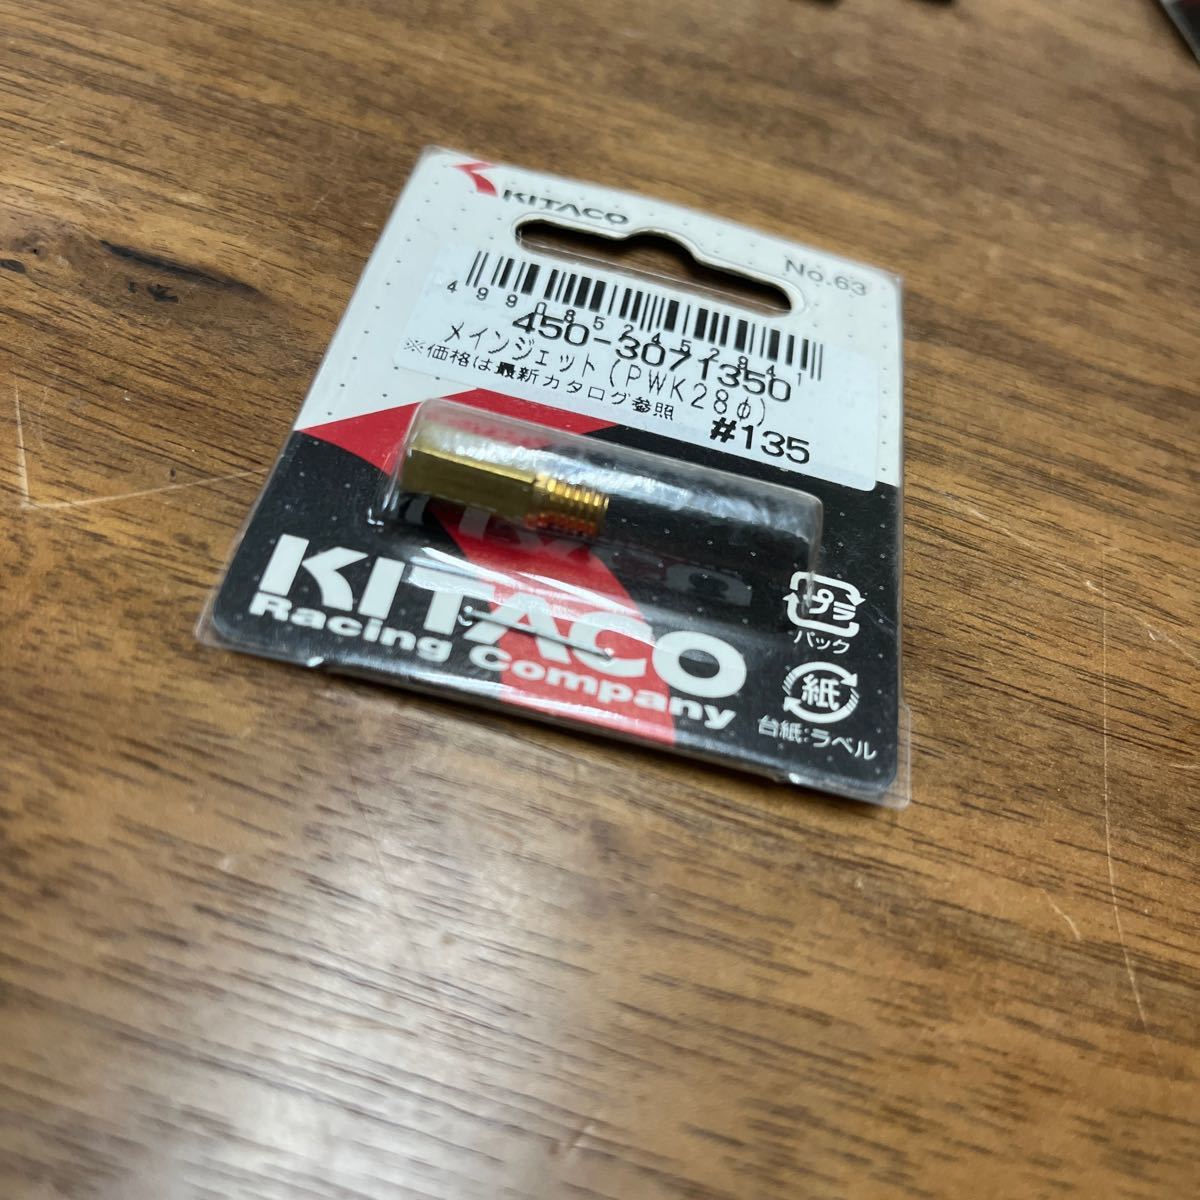 KITACO
No.63
4990852452941
450-3071350
メインジェット(PWK28φ)
※価格は最新カタログ参照
#135
KITACO
Racing Company
プラ
パック
紙
台紙:ラベル